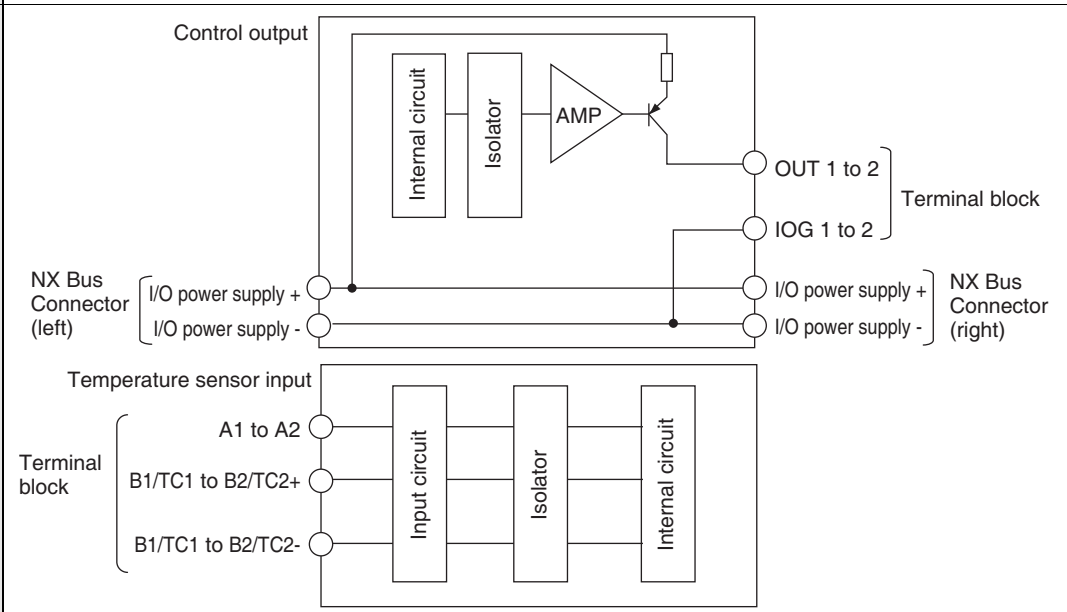 Control output
Internal circuit
Isolator
AMP
OUT 1 to 2
IOG 1 to 2
Terminal block
NX Bus
Connector
(left)
I/O power supply +
I/O power supply -
I/O power supply +
I/O power supply -
NX Bus
Connector
(right)
Temperature sensor input
Terminal
block
A1 to A2
B1/TC1 to B2/TC2+
B1/TC1 to B2/TC2-
Input circuit
Isolator
Internal circuit